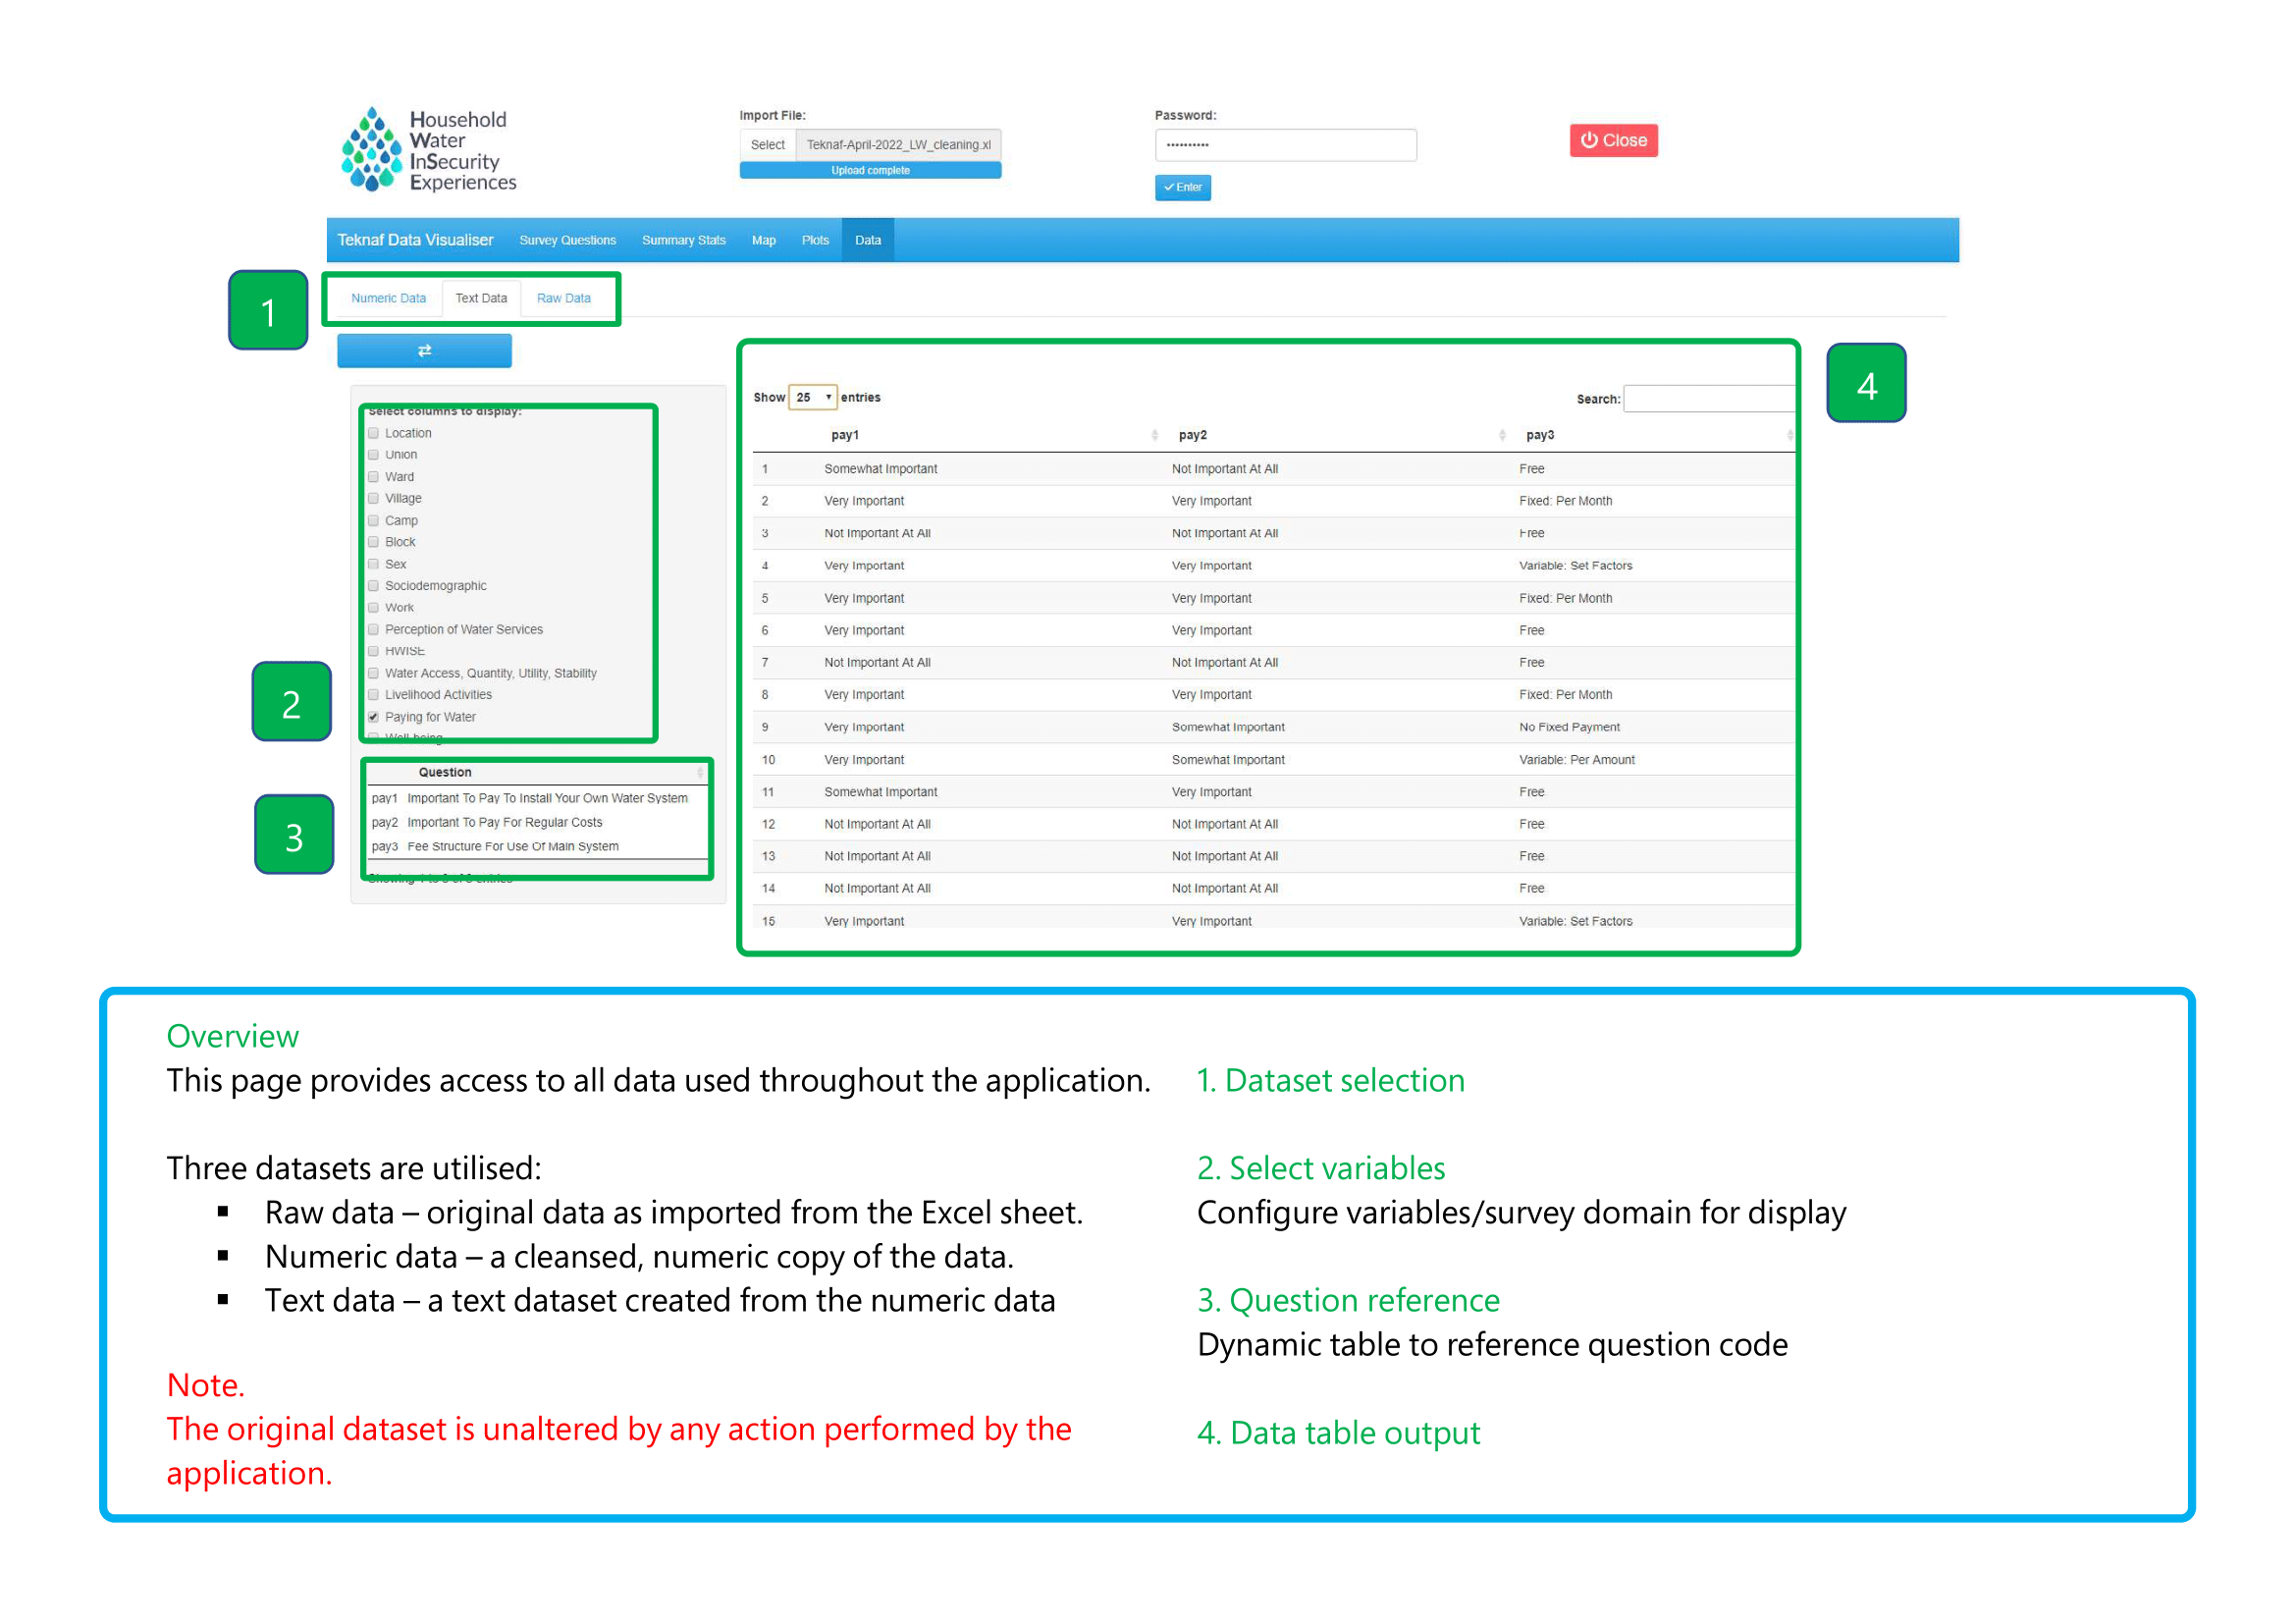 Household
Water
InSecurity
Experiences
Import File:
Select Teknaf-April-2022_LW_cleaning.xl
Upload complete
Password:
Enter
Close
Teknaf Data Visualiser Survey Questions Summary Stats Map Plots Data
1
Numeric Data Text Data Raw Data
Select columns to display:
Location
Union
Ward
Village
Camp
Block
Sex
Sociodemographic
Work
Perception of Water Services
HWISE
Water Access, Quantity, Utility, Stability
Livelihood Activities
Paying for Water
Well-being
2
Question
pay1 Important To Pay To Install Your Own Water System
pay2 Important To Pay For Regular Costs
pay3 Fee Structure For Use Of Main System
Showing 1 to 3 of 3 entries
3
Show 25 entries
Search:
4
pay1 pay2 pay3
1 Somewhat Important Not Important At All Free
2 Very Important Very Important Fixed: Per Month
3 Not Important At All Not Important At All Free
4 Very Important Very Important Variable: Set Factors
5 Very Important Very Important Fixed: Per Month
6 Very Important Very Important Free
7 Not Important At All Not Important At All Free
8 Very Important Very Important Fixed: Per Month
9 Very Important Somewhat Important No Fixed Payment
10 Very Important Somewhat Important Variable: Per Amount
11 Somewhat Important Very Important Free
12 Not Important At All Not Important At All Free
13 Not Important At All Not Important At All Free
14 Not Important At All Not Important At All Free
15 Very Important Very Important Variable: Set Factors
Overview
This page provides access to all data used throughout the application.
Three datasets are utilised:
▪ Raw data – original data as imported from the Excel sheet.
▪ Numeric data – a cleansed, numeric copy of the data.
▪ Text data – a text dataset created from the numeric data
Note.
The original dataset is unaltered by any action performed by the
application.
1. Dataset selection
2. Select variables
Configure variables/survey domain for display
3. Question reference
Dynamic table to reference question code
4. Data table output